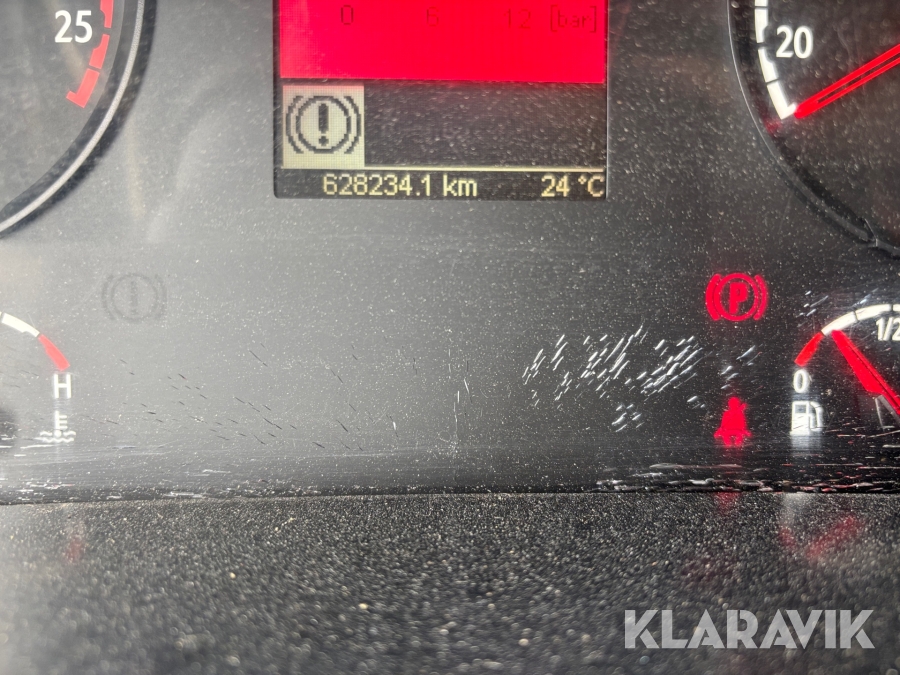 25
0 6 12 [bar]
20
628234.1 km 24 °C
P
1/2
H
0
KLARAVIK